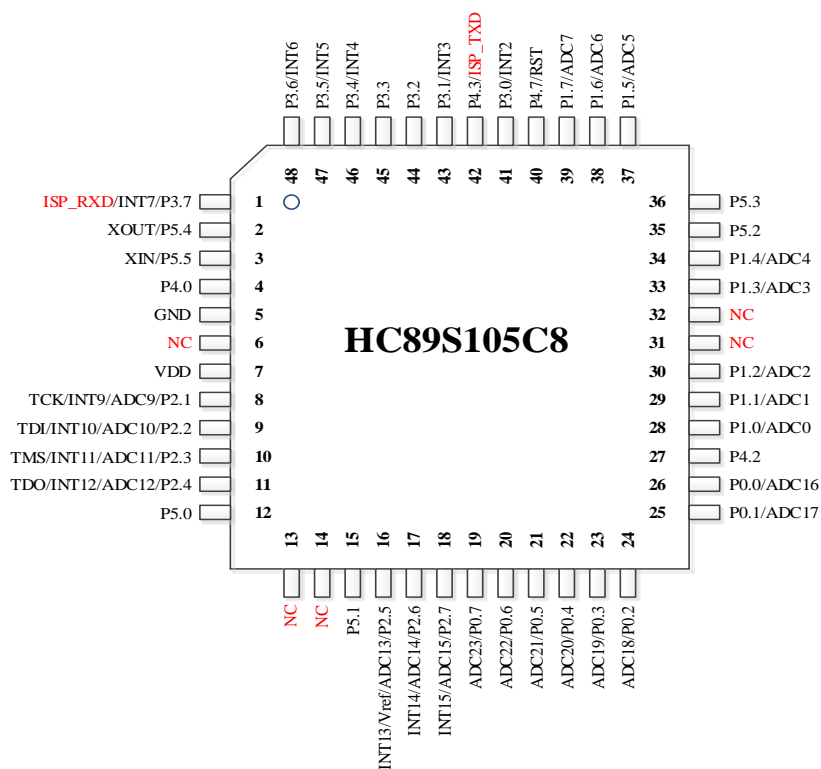 P3.6/INT6
P3.5/INT5
P3.4/INT4
P3.3
P3.2
P3.1/INT3
P4.3/ISP_TXD
P3.0/INT2
P4.7/RST
P1.7/ADC7
P1.6/ADC6
P1.5/ADC5
48
47
46
45
44
43
42
41
40
39
38
37
ISP_RXD/INT7/P3.7 1
XOUT/P5.4 2
XIN/P5.5 3
P4.0 4
GND 5
NC 6
VDD 7
TCK/INT9/ADC9/P2.1 8
TDI/INT10/ADC10/P2.2 9
TMS/INT11/ADC11/P2.3 10
TDO/INT12/ADC12/P2.4 11
P5.0 12
HC89S105C8
36 P5.3
35 P5.2
34 P1.4/ADC4
33 P1.3/ADC3
32 NC
31 NC
30 P1.2/ADC2
29 P1.1/ADC1
28 P1.0/ADC0
27 P4.2
26 P0.0/ADC16
25 P0.1/ADC17
13
14
15
16
17
18
19
20
21
22
23
24
NC
NC
P5.1
INT13/Vref/ADC13/P2.5
INT14/ADC14/P2.6
INT15/ADC15/P2.7
ADC23/P0.7
ADC22/P0.6
ADC21/P0.5
ADC20/P0.4
ADC19/P0.3
ADC18/P0.2